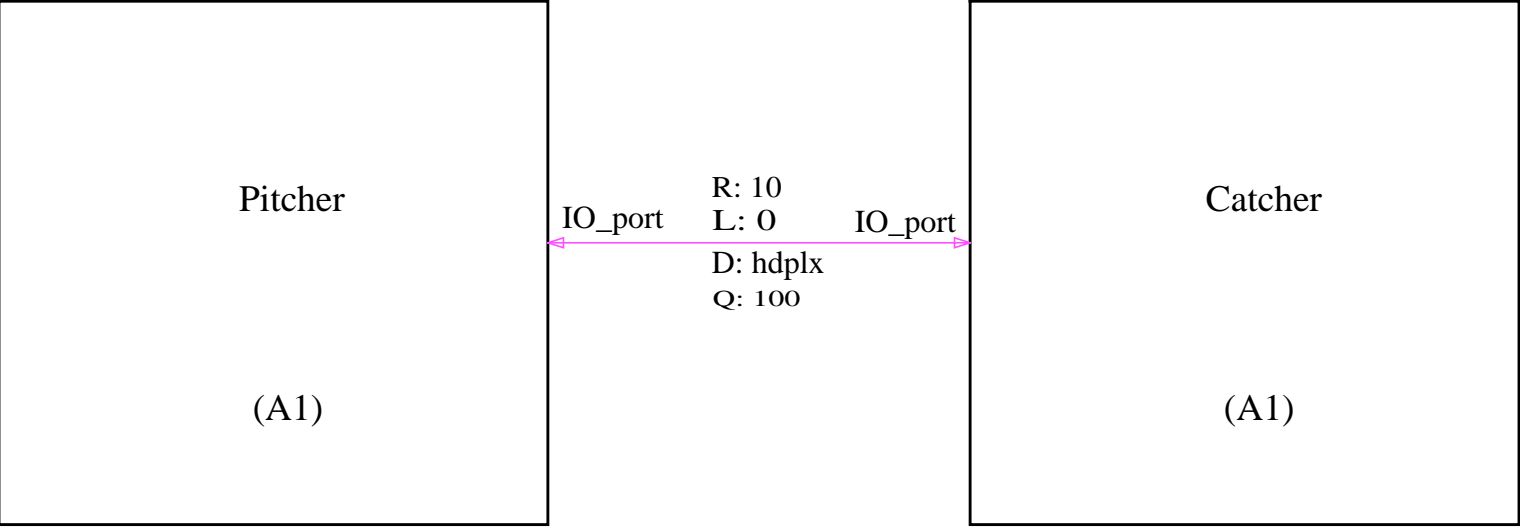 Pitcher
(A1)
IO_port
R: 10
L: 0
D: hdplx
Q: 100
IO_port
Catcher
(A1)